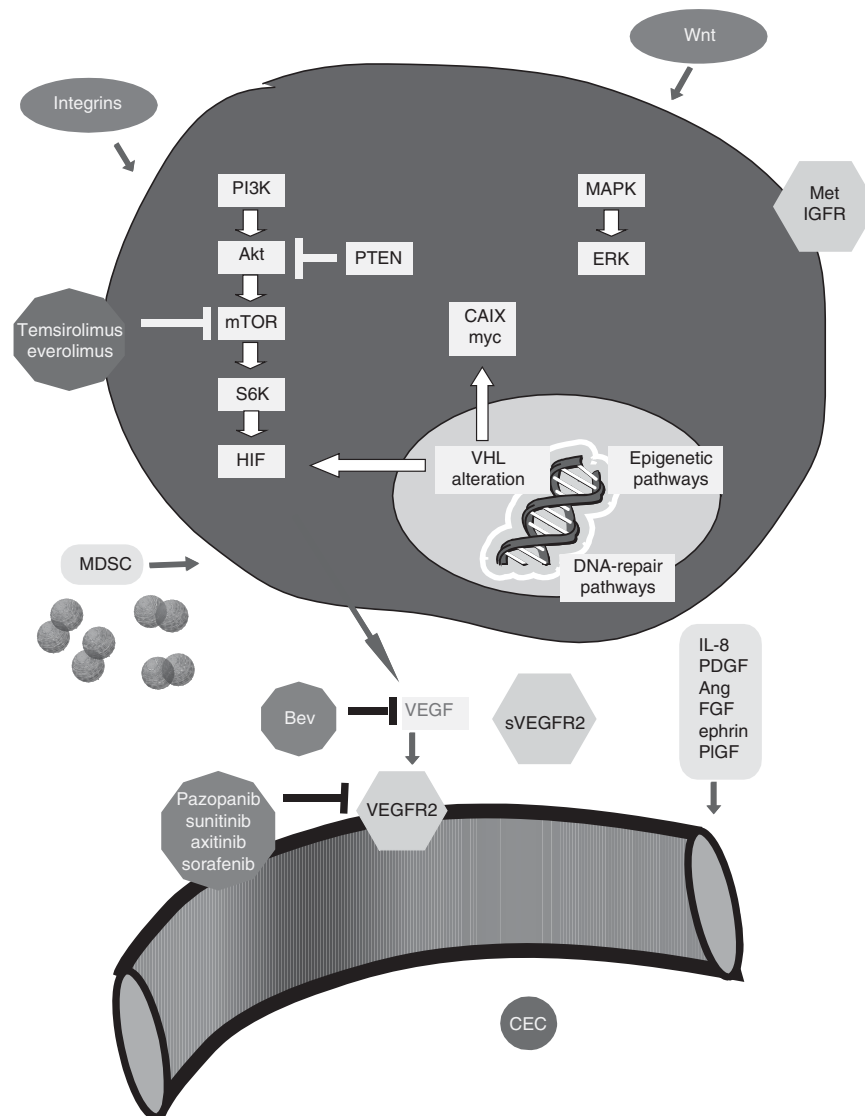 Wnt
Integrins
PI3K
MAPK
Met
IGFR
Akt
PTEN
ERK
Temsirolimus
everolimus
mTOR
CAIX
myc
S6K
HIF
VHL
alteration
Epigenetic
pathways
MDSC
DNA-repair
pathways
IL-8
PDGF
Ang
FGF
ephrin
PIGF
Bev
VEGF
sVEGFR2
Pazopanib
sunitinib
axitinib
sorafenib
VEGFR2
CEC